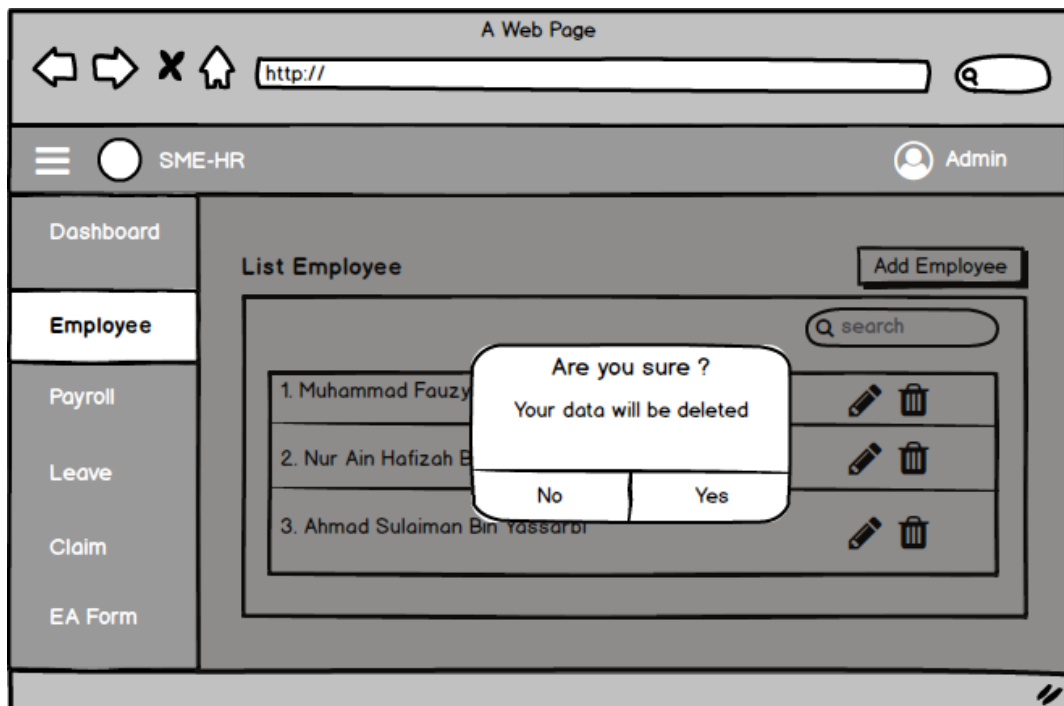 A Web Page
http://
SME-HR
Admin
Dashboard
Employee
Payroll
Leave
Claim
EA Form
List Employee
Add Employee
search
1. Muhammad Fauzy
2. Nur Ain Hafizah B
3. Ahmad Sulaiman Bin Yassarbi
Are you sure ?
Your data will be deleted
No
Yes